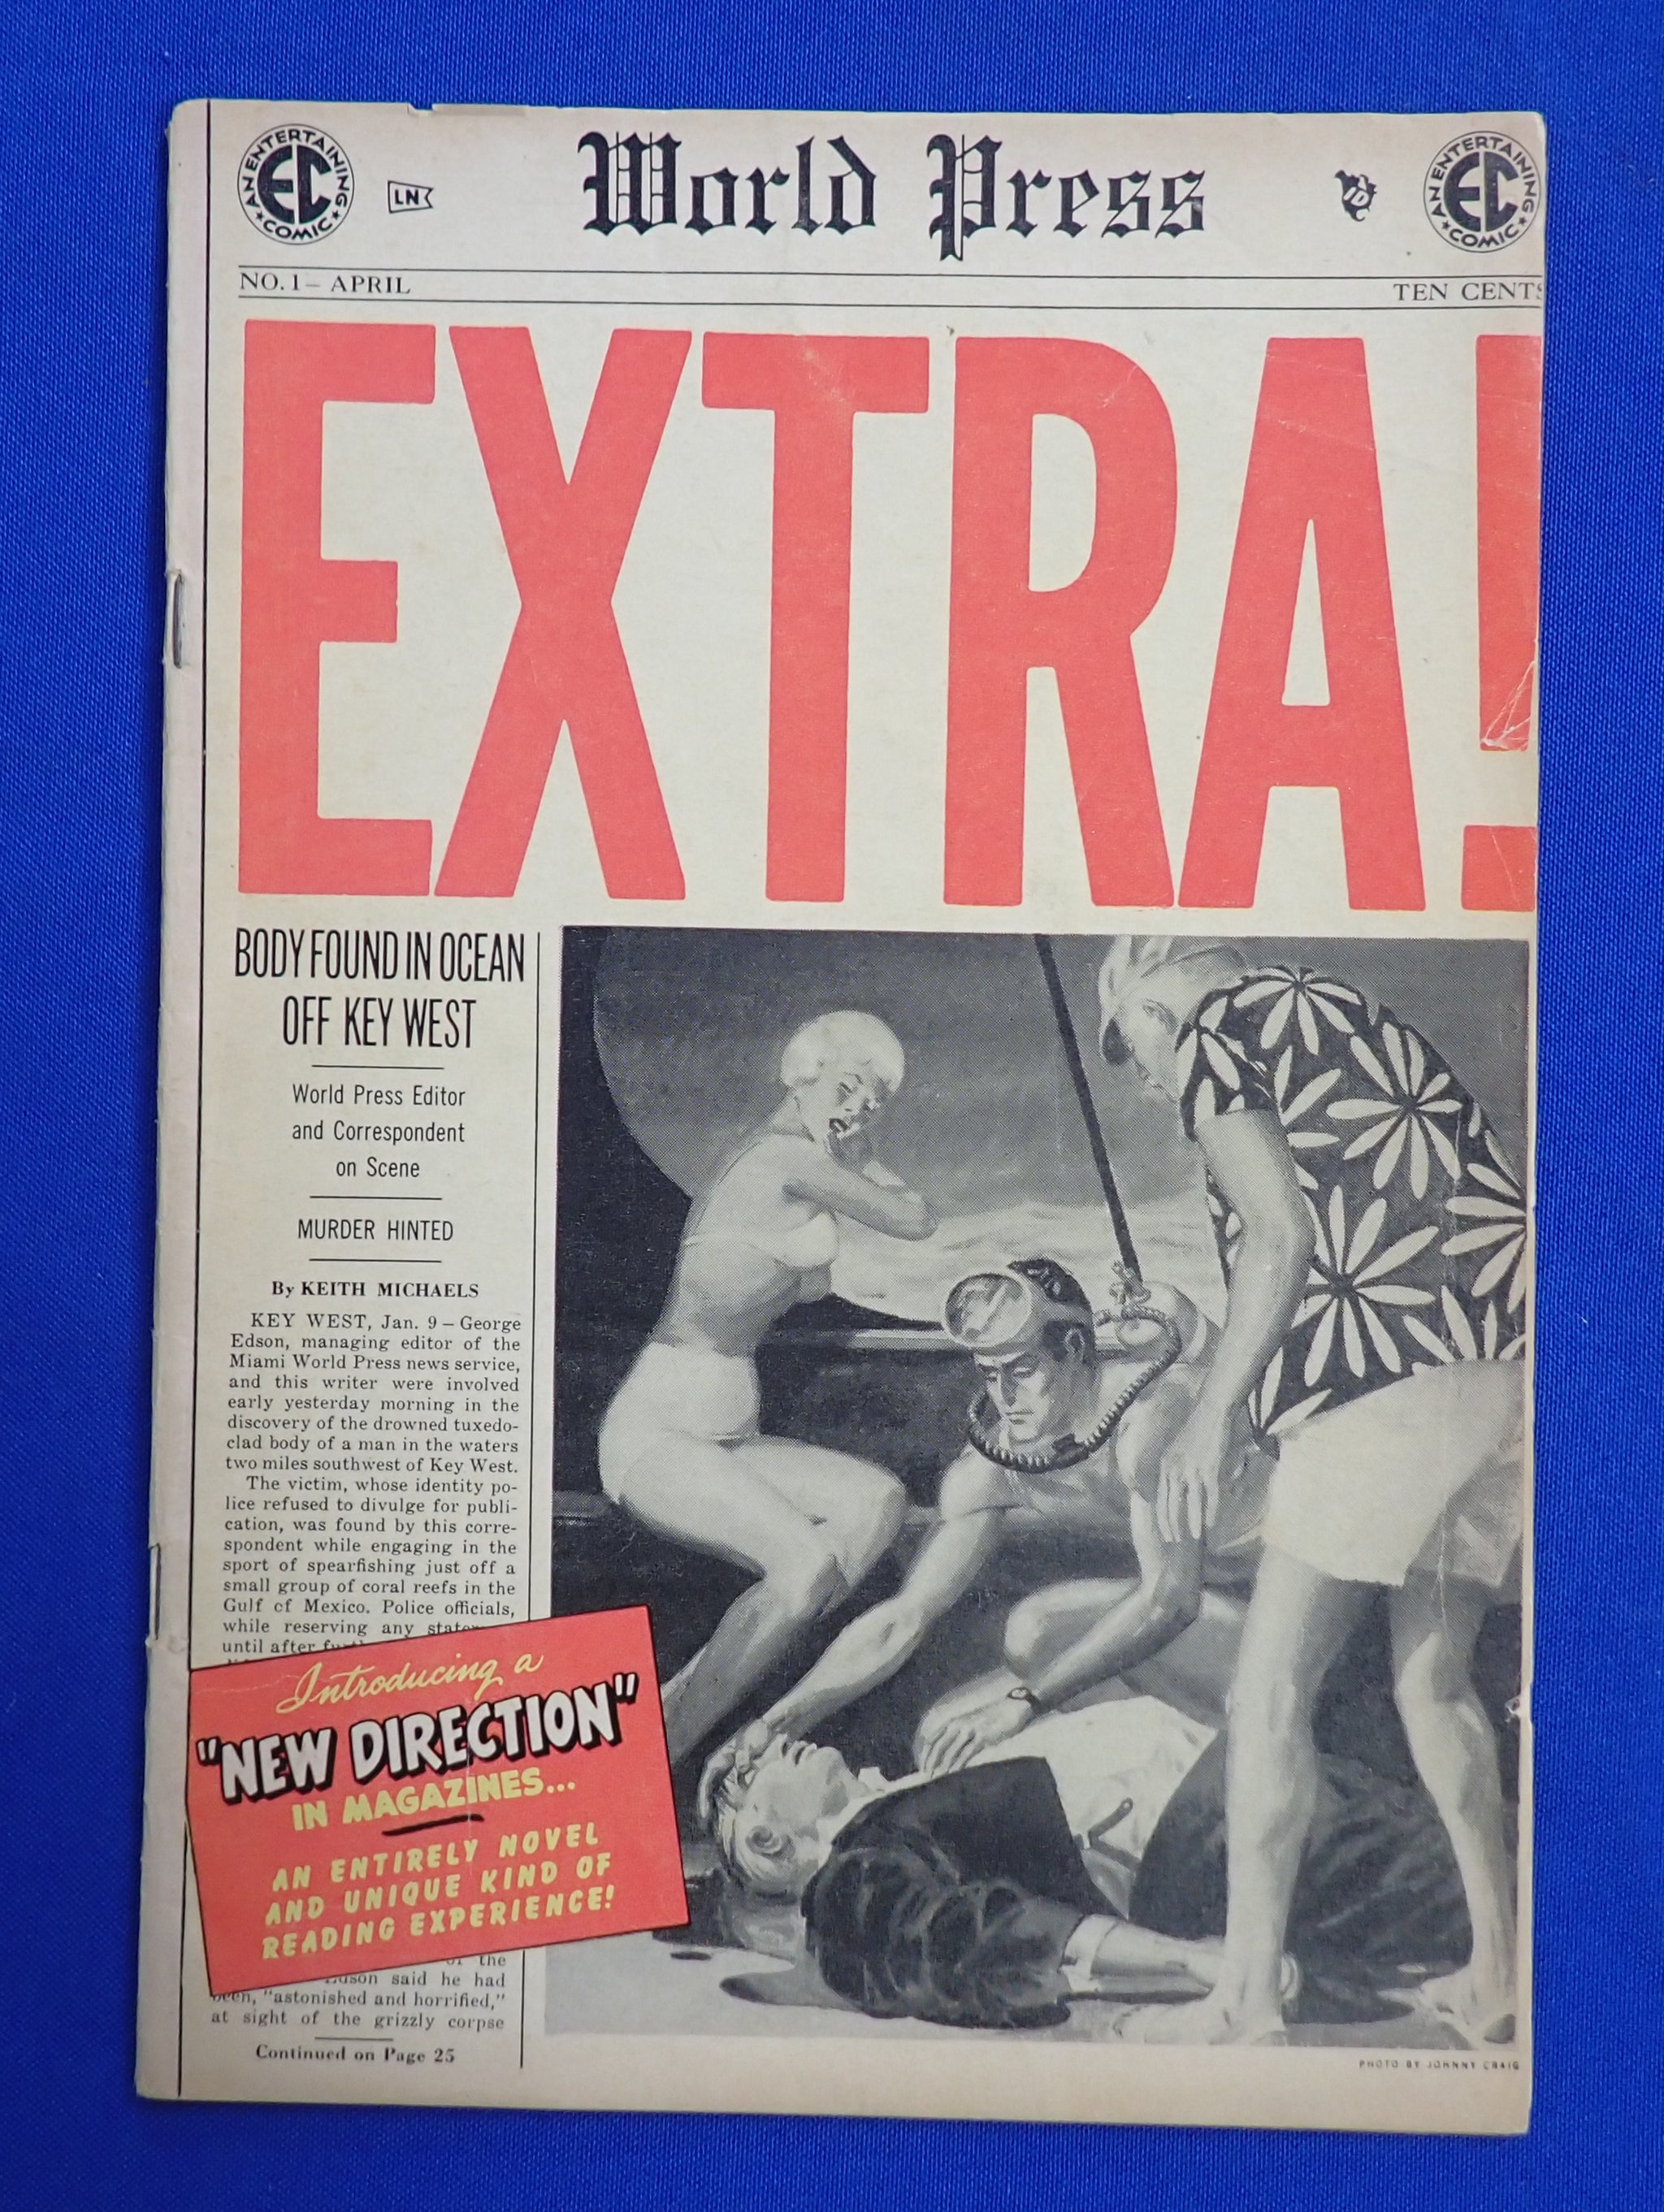 AN ENTERTAINING
EC
COMIC
LN
World Press
AN ENTERTAINING
EC
COMIC
NO. 1 – APRIL
TEN CENTS
EXTRA!
BODY FOUND IN OCEAN
OFF KEY WEST
World Press Editor
and Correspondent
on Scene
MURDER HINTED
By KEITH MICHAELS
KEY WEST, Jan. 9 – George
Edson, managing editor of the
Miami World Press news service,
and this writer were involved
early yesterday morning in the
discovery of the drowned tuxedo-
clad body of a man in the waters
two miles southwest of Key West.
The victim, whose identity po-
lice refused to divulge for publi-
cation, was found by this corre-
spondent while engaging in the
sport of spearfishing just off a
small group of coral reefs in the
Gulf of Mexico. Police officials,
while reserving any
until after
Introducing a
"NEW DIRECTION"
IN MAGAZINES...
AN ENTIRELY NOVEL
AND UNIQUE KIND OF
READING EXPERIENCE!
of the
Edson said he had
been, "astonished and horrified,"
at sight of the grizzly corpse
Continued on Page 25
PHOTO BY JOHNNY CRAIG